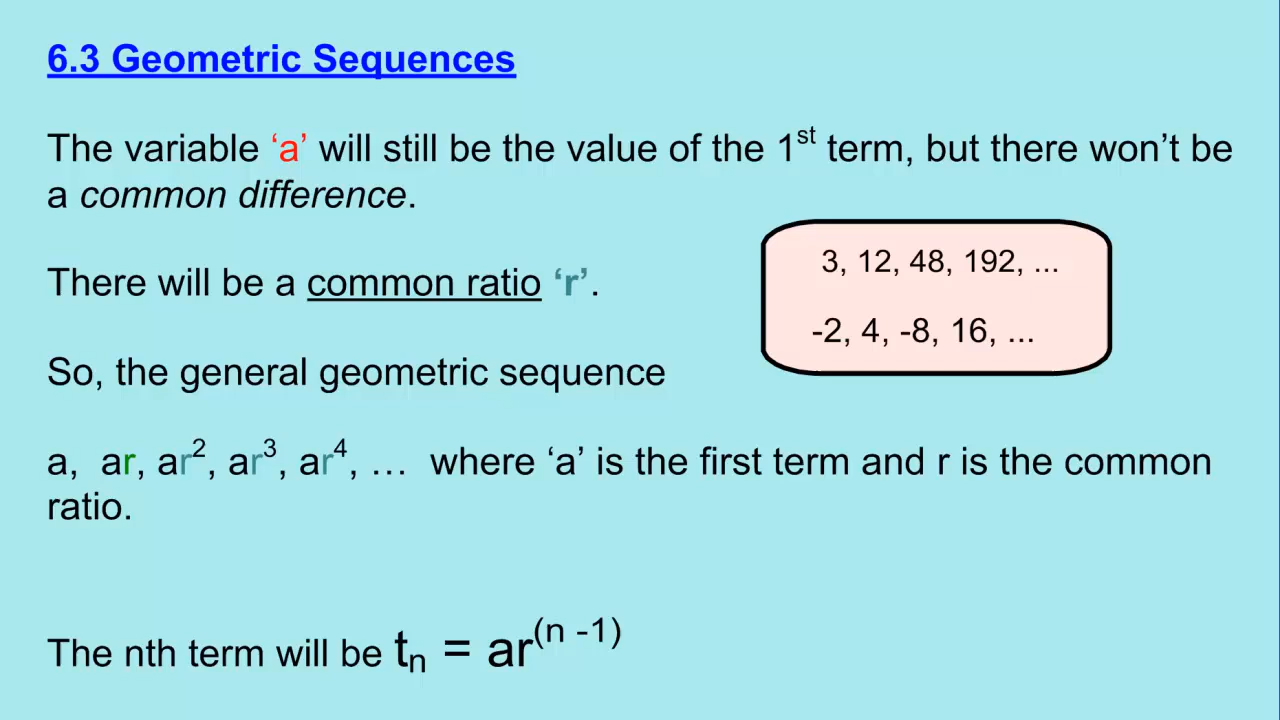 6.3 Geometric Sequences
The variable ‘a’ will still be the value of the 1st term, but there won’t be
a common difference.
There will be a common ratio ‘r’.
3, 12, 48, 192, ...
-2, 4, -8, 16, ...
So, the general geometric sequence
a, ar, ar², ar³, ar⁴, … where ‘a’ is the first term and r is the common
ratio.
The nth term will be tₙ = ar⁽ⁿ ⁻¹⁾